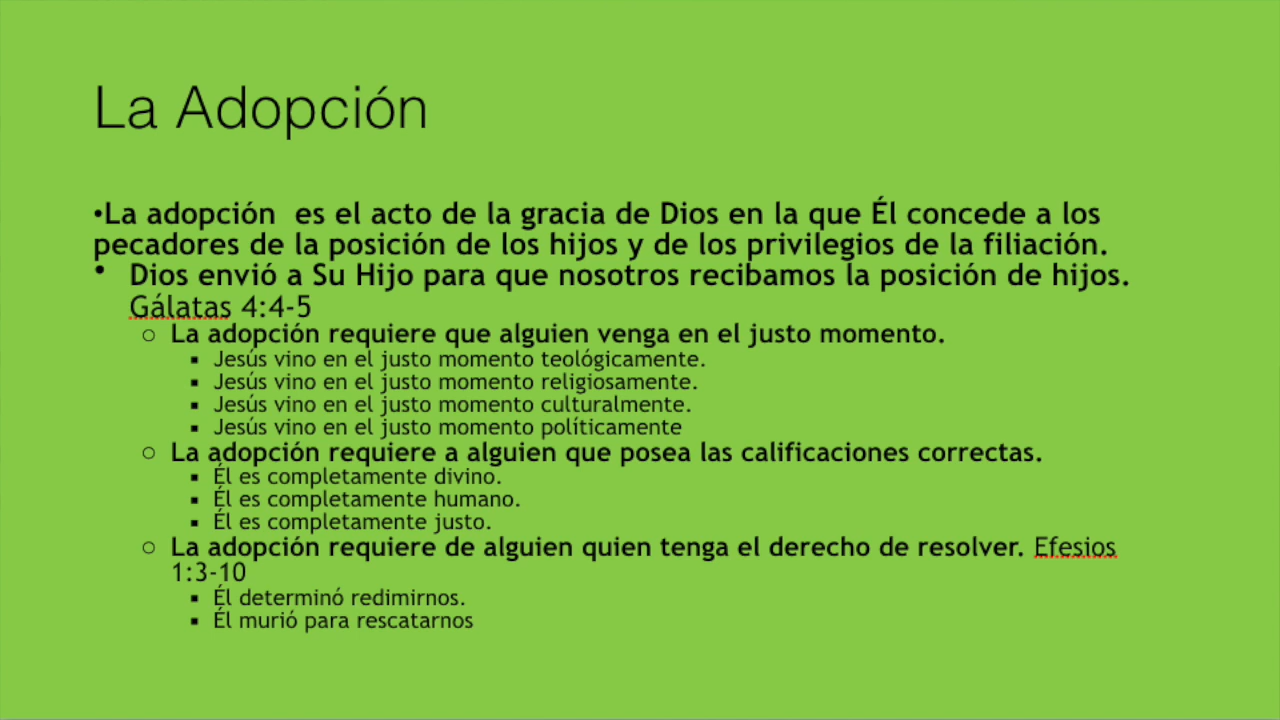 La Adopción
•La adopción  es el acto de la gracia de Dios en la que Él concede a los
pecadores de la posición de los hijos y de los privilegios de la filiación.
• Dios envió a Su Hijo para que nosotros recibamos la posición de hijos.
Gálatas 4:4-5
○ La adopción requiere que alguien venga en el justo momento.
▪ Jesús vino en el justo momento teológicamente.
▪ Jesús vino en el justo momento religiosamente.
▪ Jesús vino en el justo momento culturalmente.
▪ Jesús vino en el justo momento políticamente
○ La adopción requiere a alguien que posea las calificaciones correctas.
▪ Él es completamente divino.
▪ Él es completamente humano.
▪ Él es completamente justo.
○ La adopción requiere de alguien quien tenga el derecho de resolver. Efesios
1:3-10
▪ Él determinó redimirnos.
▪ Él murió para rescatarnos